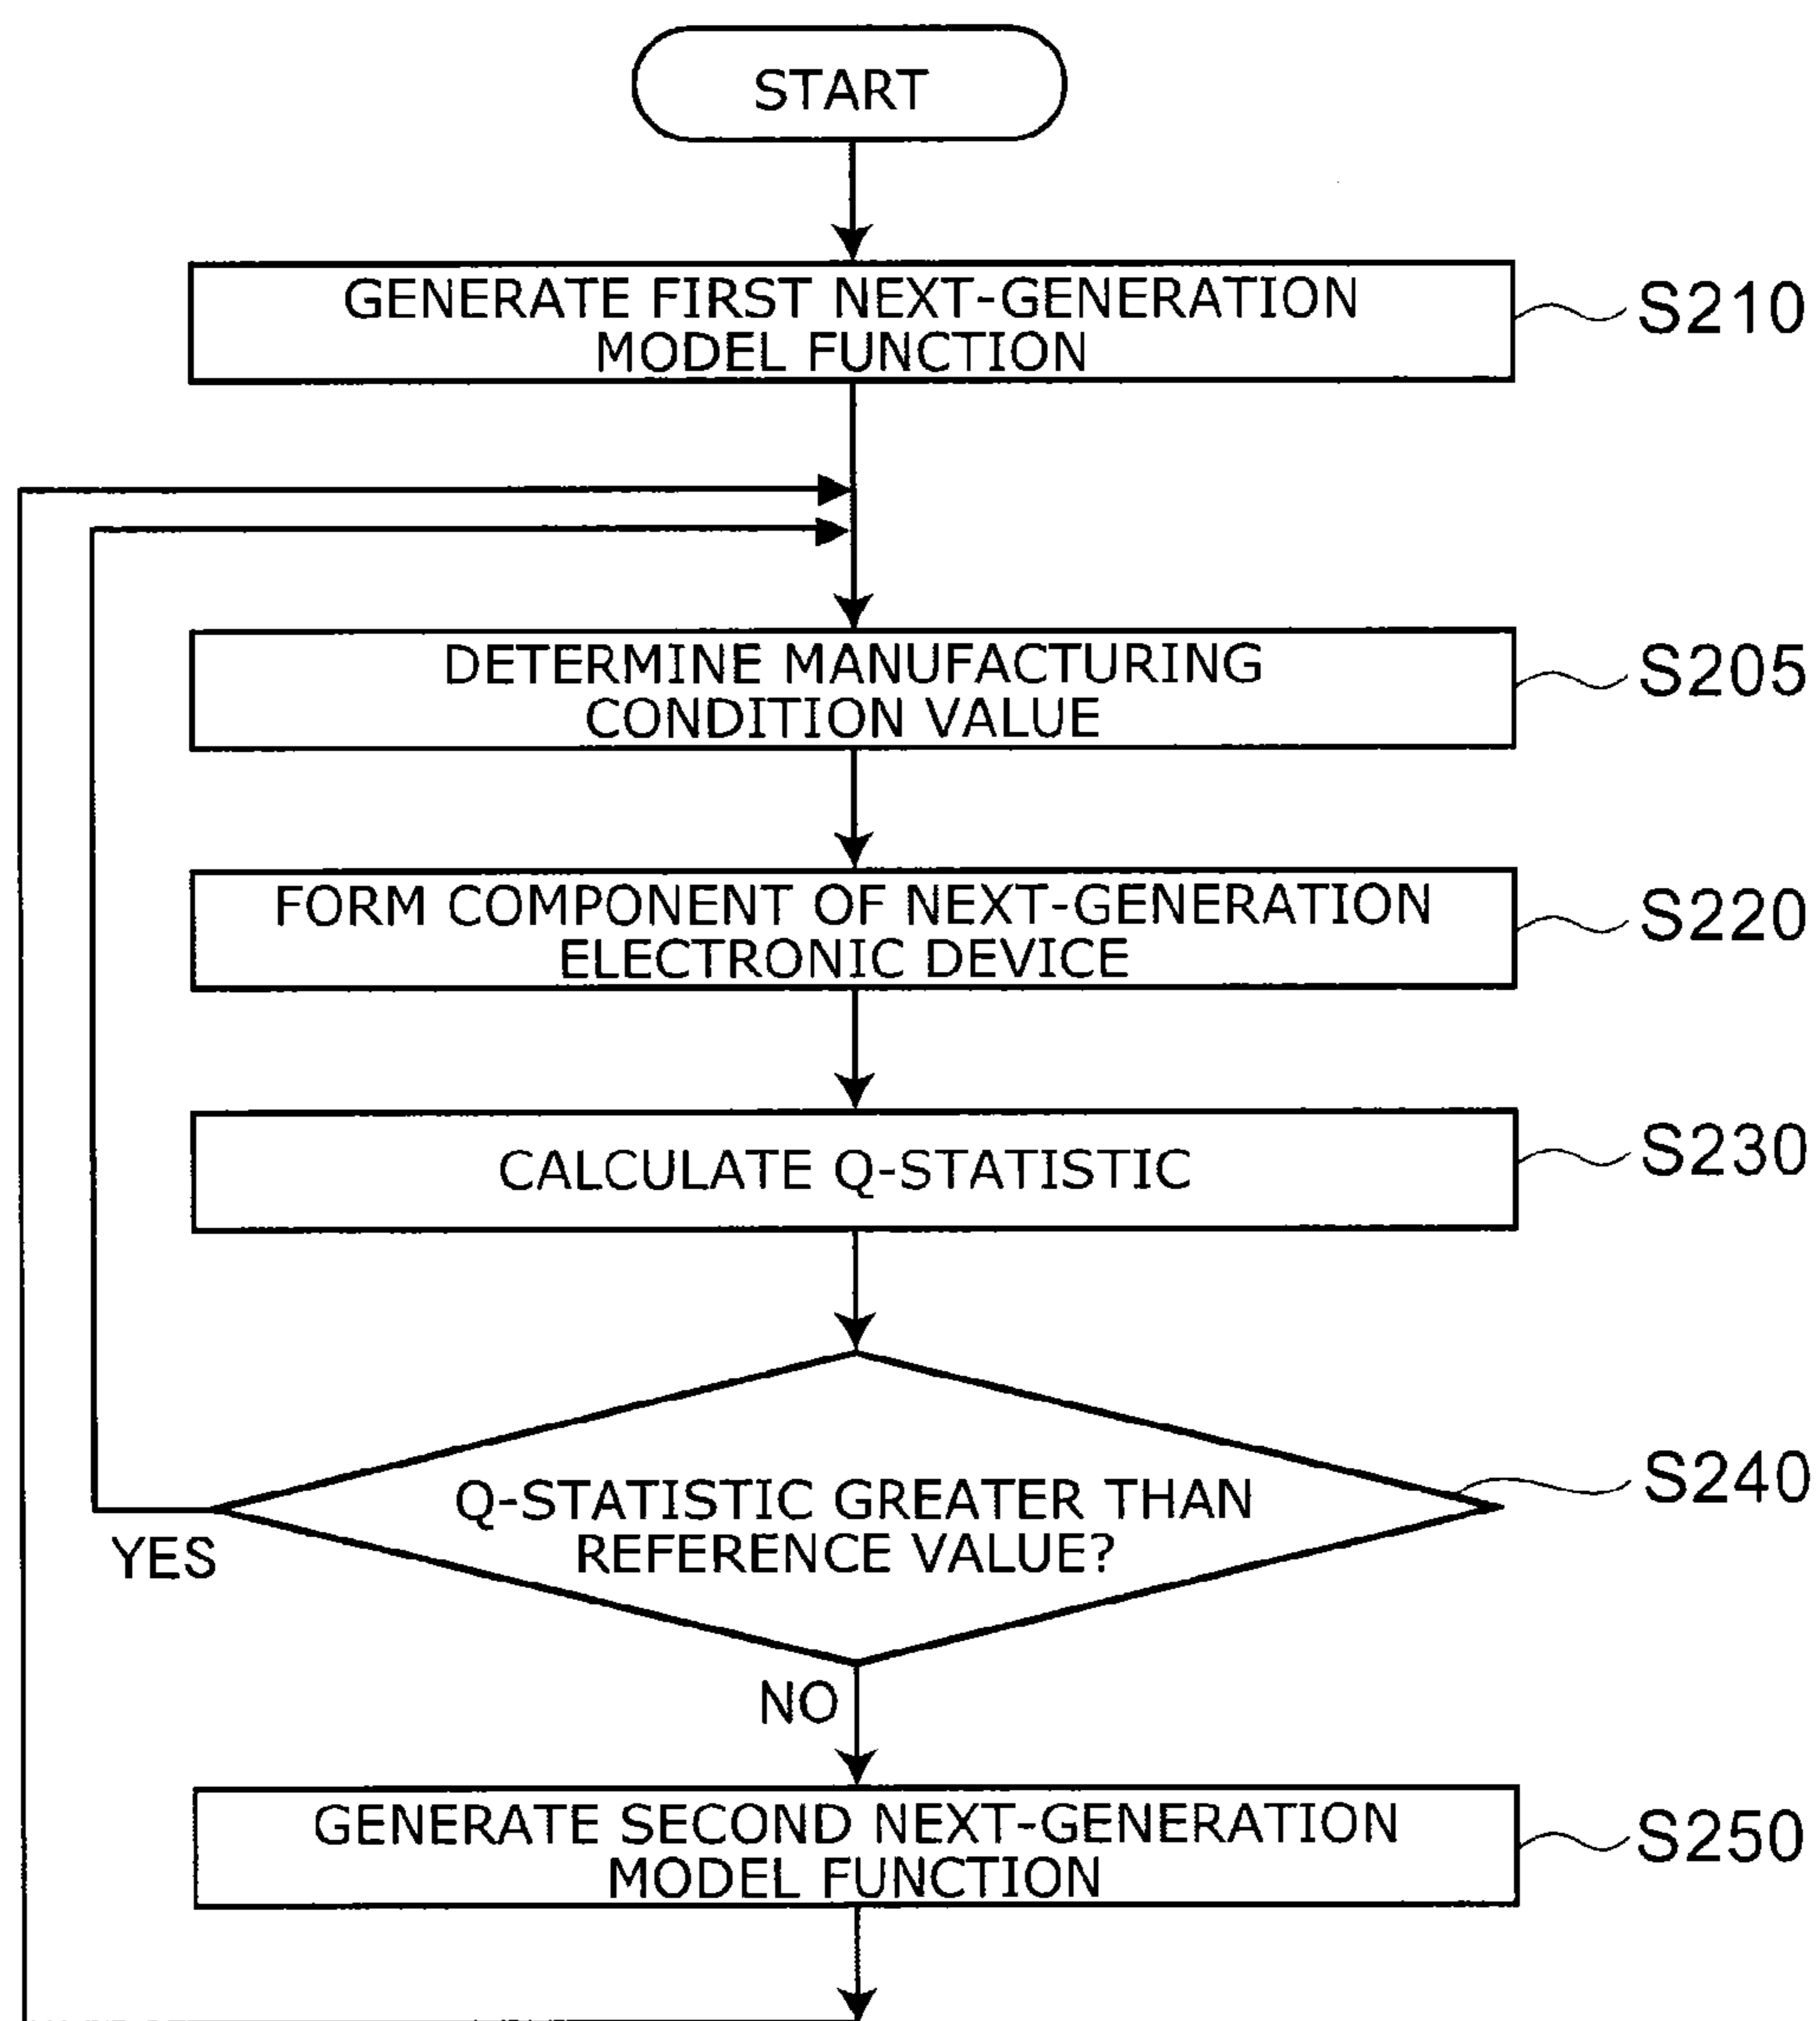 START
GENERATE FIRST NEXT-GENERATION
MODEL FUNCTION
S210
DETERMINE MANUFACTURING
CONDITION VALUE
S205
FORM COMPONENT OF NEXT-GENERATION
ELECTRONIC DEVICE
S220
CALCULATE Q-STATISTIC
S230
Q-STATISTIC GREATER THAN
REFERENCE VALUE?
S240
YES
NO
GENERATE SECOND NEXT-GENERATION
MODEL FUNCTION
S250